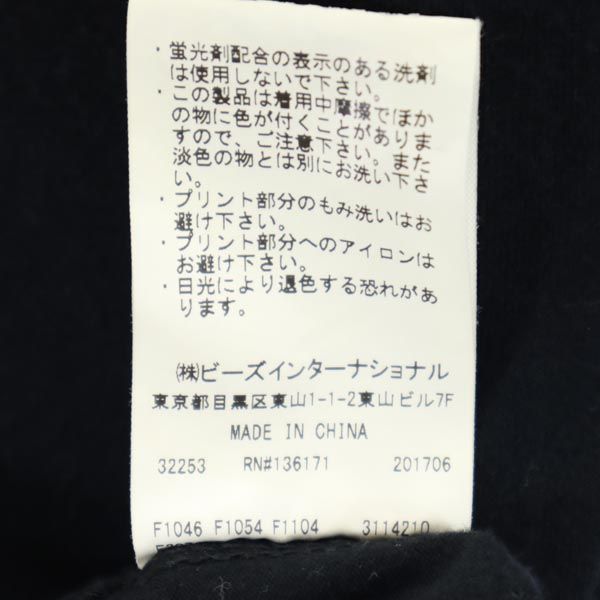 ・蛍光剤配合の表示のある洗剤
は使用しないで下さい。
・この製品は着用中摩擦でほか
の物に色が付くことがありま
すので、ご注意下さい。また
淡色の物とは別にお洗い下さ
い。
・プリント部分のもみ洗いはお
避け下さい。
・プリント部分へのアイロンは
お避け下さい。
・日光により退色する恐れがあ
ります。
㈱ビーズインターナショナル
東京都目黒区東山1-1-2東山ビル7F
MADE IN CHINA
32253 RN#136171 201706
F1046 F1054 F1104 3114210